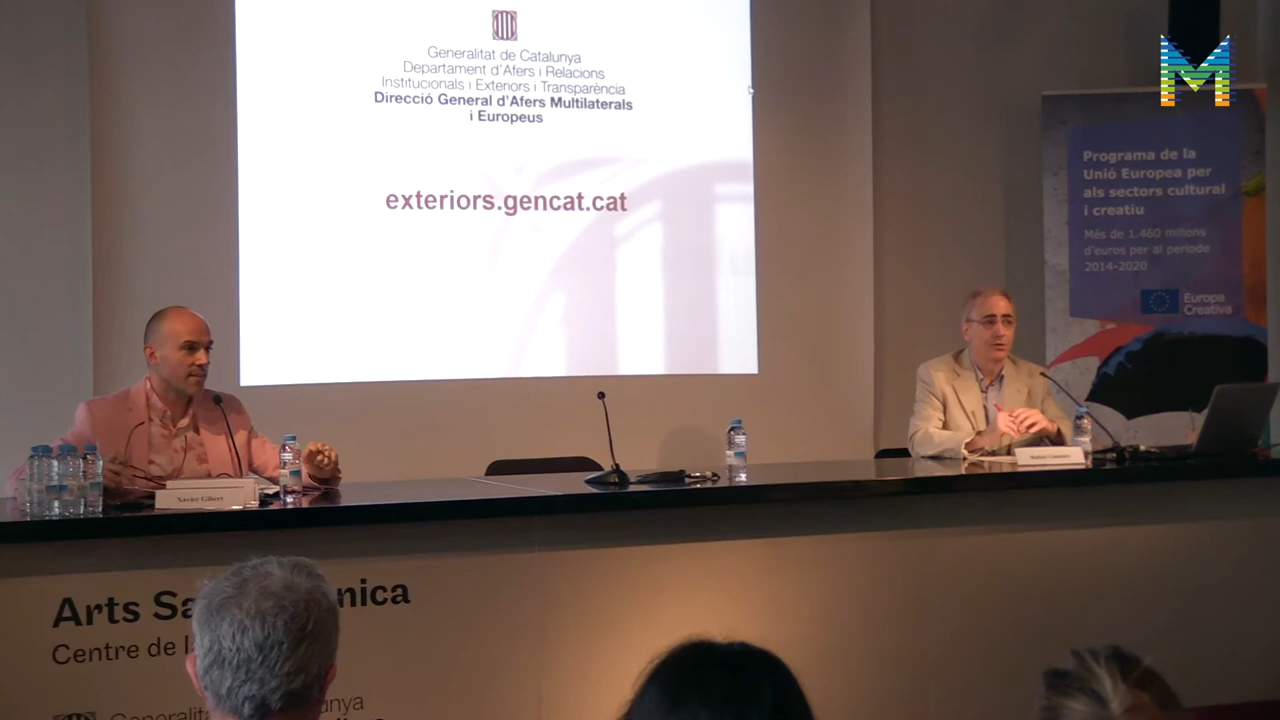 Generalitat de Catalunya
Departament d'Afers i Relacions
Institucionals i Exteriors i Transparència
Direcció General d'Afers Multilaterals
i Europeus
exteriors.gencat.cat
M
Programa de la
Unió Europea per
als sectors cultural
i creatiu
Més de 1.460 milions
d'euros per al període
2014-2020
Europa
Creativa
Xavier Gibert
Arts Sa nica
Centre de l
Generalitat unya